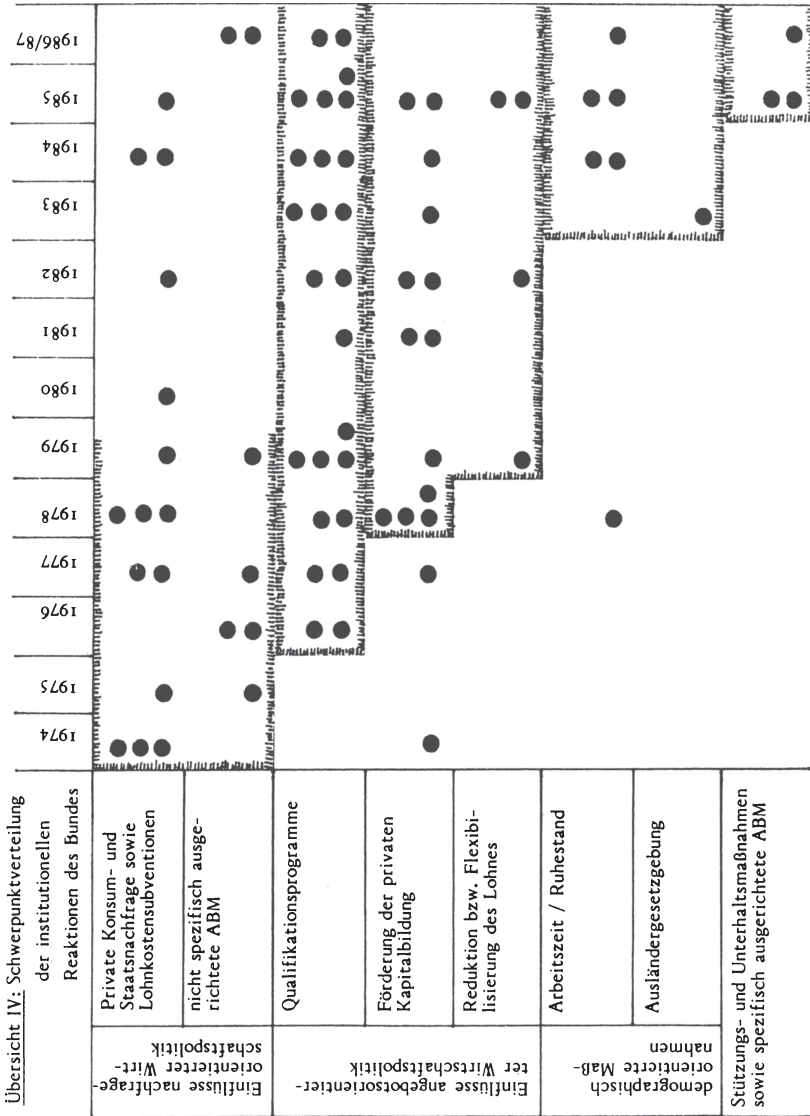 Übersicht IV: Schwerpunktverteilung
der institutionellen
Reaktionen des Bundes
1974
1975
1976
1977
1978
1979
1980
1981
1982
1983
1984
1985
1986/87
Einflüsse nachfrage-
orientierter Wirt-
schaftspolitik
Private Konsum- und
Staatsnachfrage sowie
Lohnkostensubventionen
nicht spezifisch ausge-
richtete ABM
Einflüsse angebotsorientier-
ter Wirtschaftspolitik
Qualifikationsprogramme
Förderung der privaten
Kapitalbildung
Reduktion bzw. Flexibi-
lisierung des Lohnes
demographisch
orientierte Maß-
nahmen
Arbeitszeit / Ruhestand
Ausländergesetzgebung
Stützungs- und Unterhaltsmaßnahmen
sowie spezifisch ausgerichtete ABM